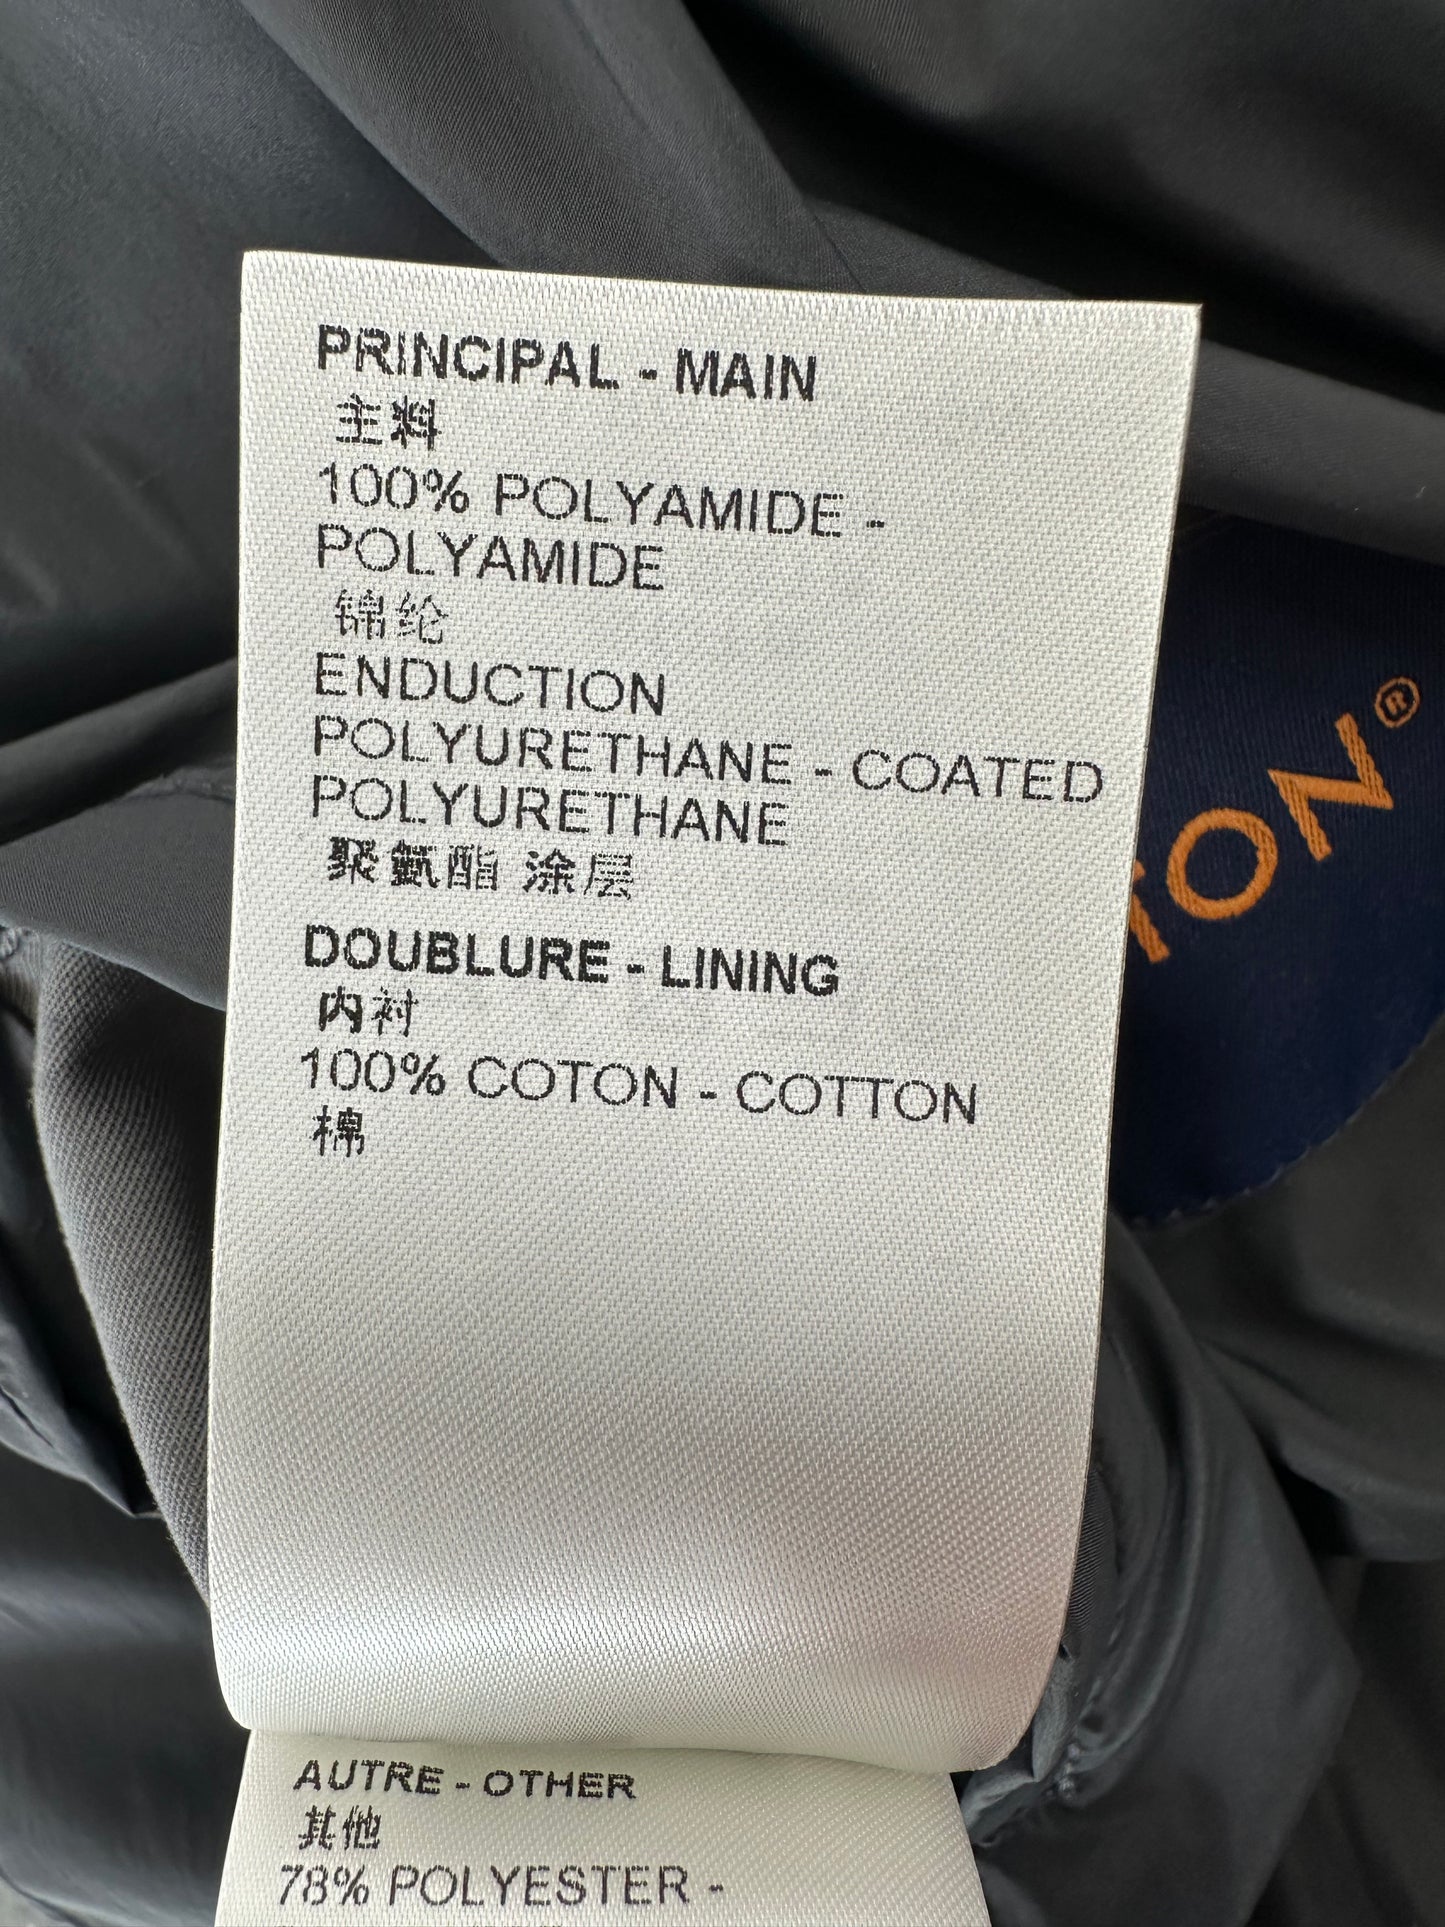 PRINCIPAL - MAIN
主料
100% POLYAMIDE -
POLYAMIDE
锦纶
ENDUCTION
POLYURETHANE - COATED
POLYURETHANE
聚氨酯 涂层
DOUBLURE - LINING
内衬
100% COTON - COTTON
棉
ION®
AUTRE - OTHER
其他
78% POLYESTER -